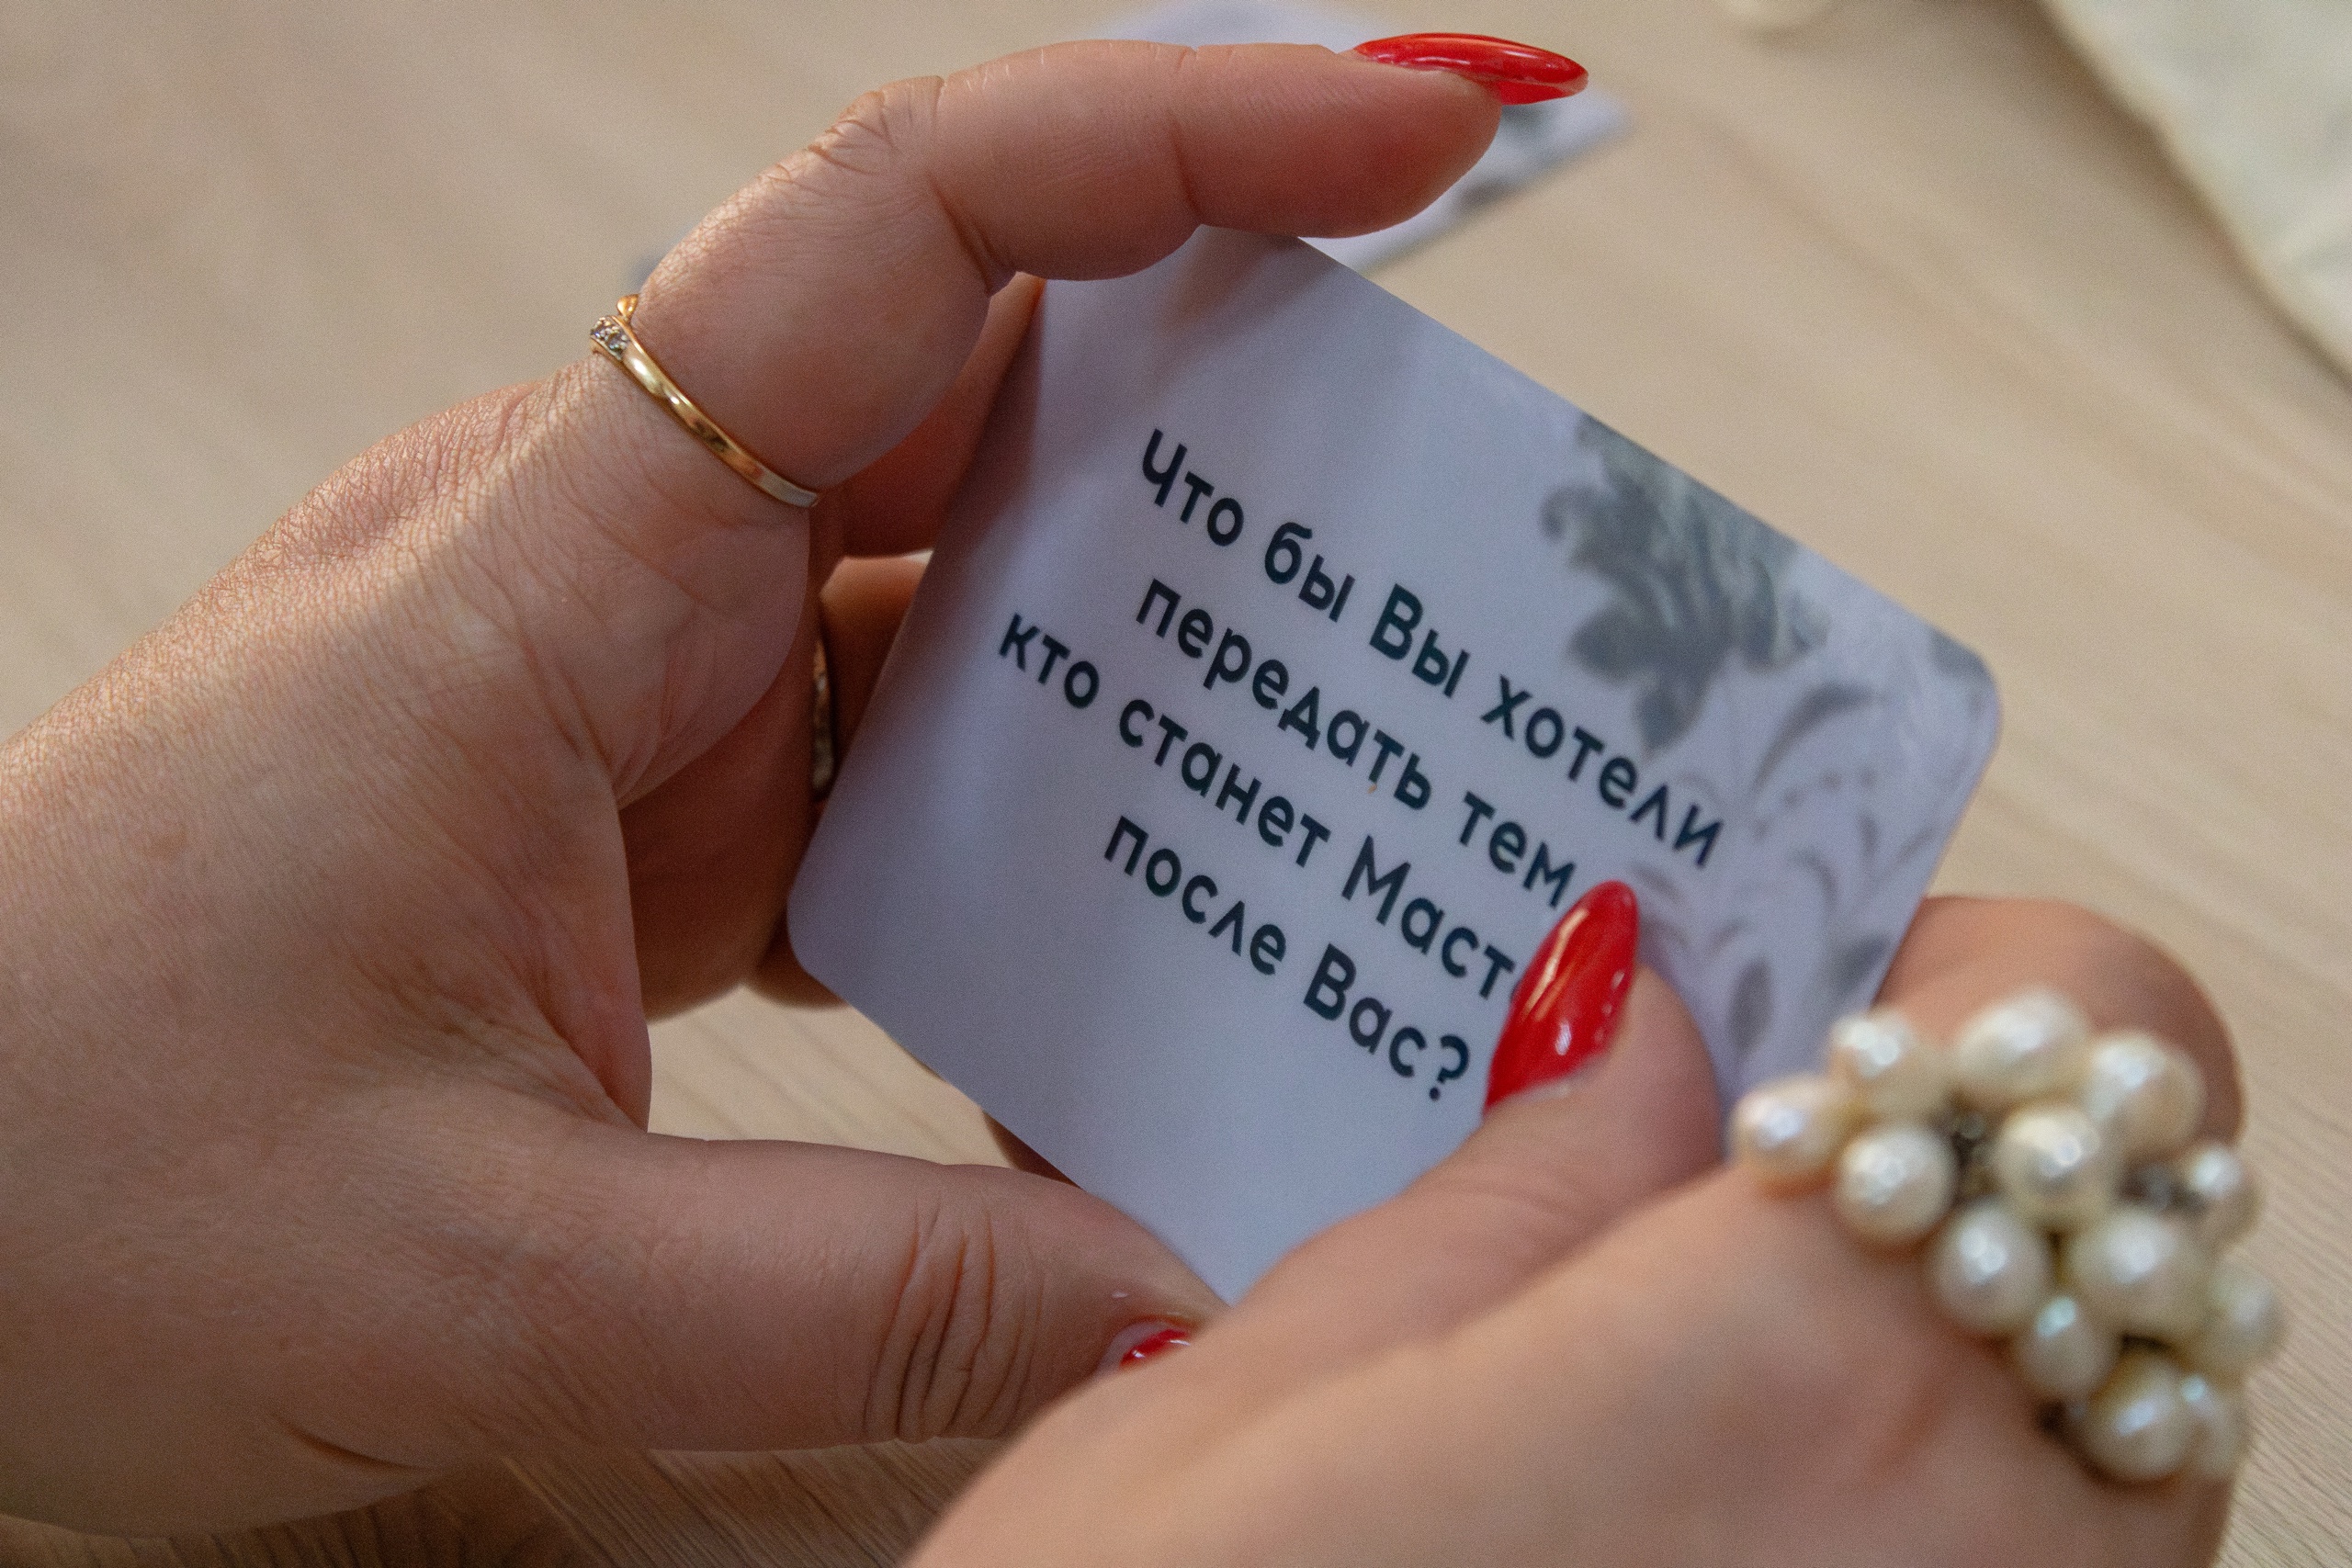 Что бы Вы хотели
передать тем
кто станет
после Вас?